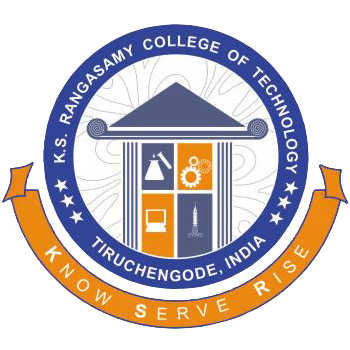 K.S. RANGASAMY COLLEGE OF TECHNOLOGY
TIRUCHENGODE, INDIA
KNOW SERVE RISE